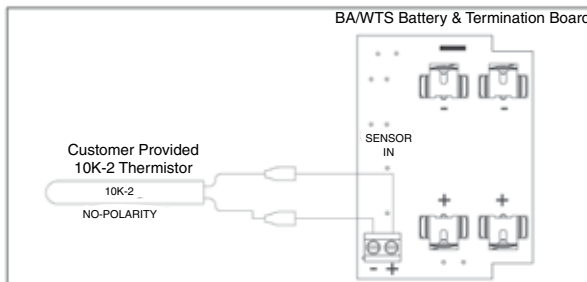 BA/WTS Battery & Termination Board
- -
SENSOR
IN
Customer Provided
10K-2 Thermistor
10K-2
NO-POLARITY
+ +
- +